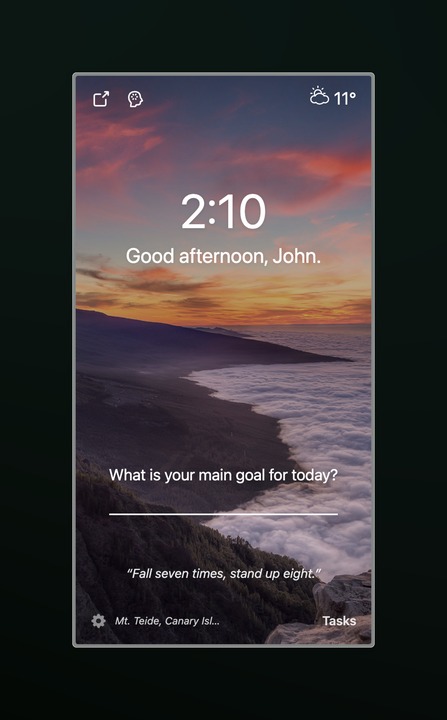 11°
2:10
Good afternoon, John.
What is your main goal for today?
“Fall seven times, stand up eight.”
Mt. Teide, Canary Isl...
Tasks